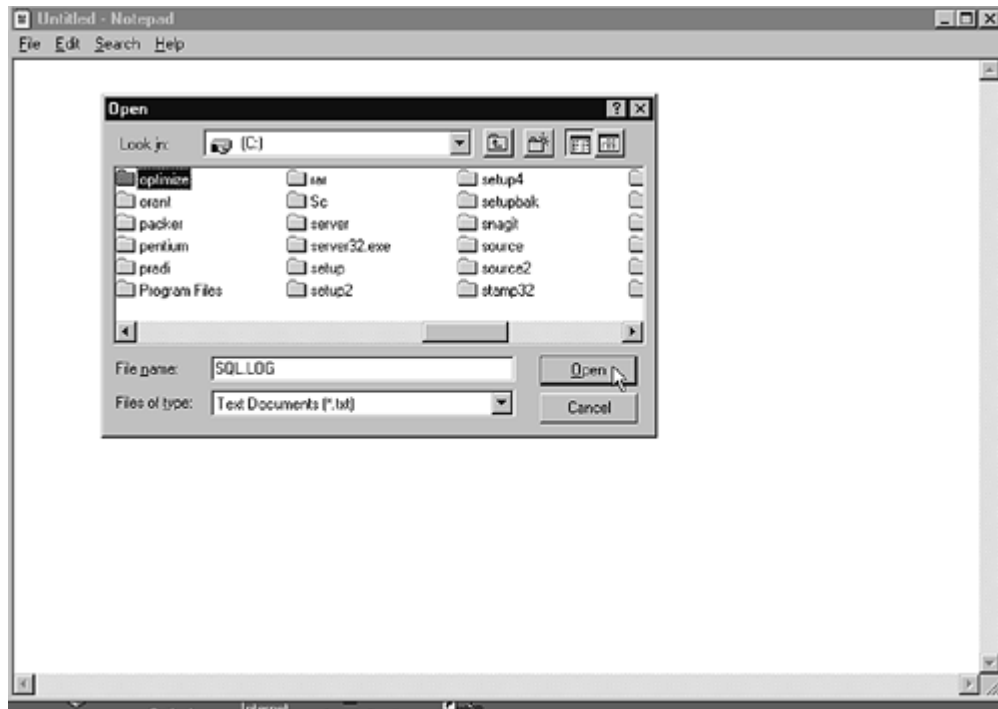 Untitled - Notepad
File Edit Search Help
Open
Look in: (C:)
optimize rar setup4
orant Sc setupbak
packer server snagit
pentium server32.exe source
pradi setup source2
Program Files setup2 stamp32
File name: SQL.LOG Open
Files of type: Text Documents (*.txt) Cancel
Internet